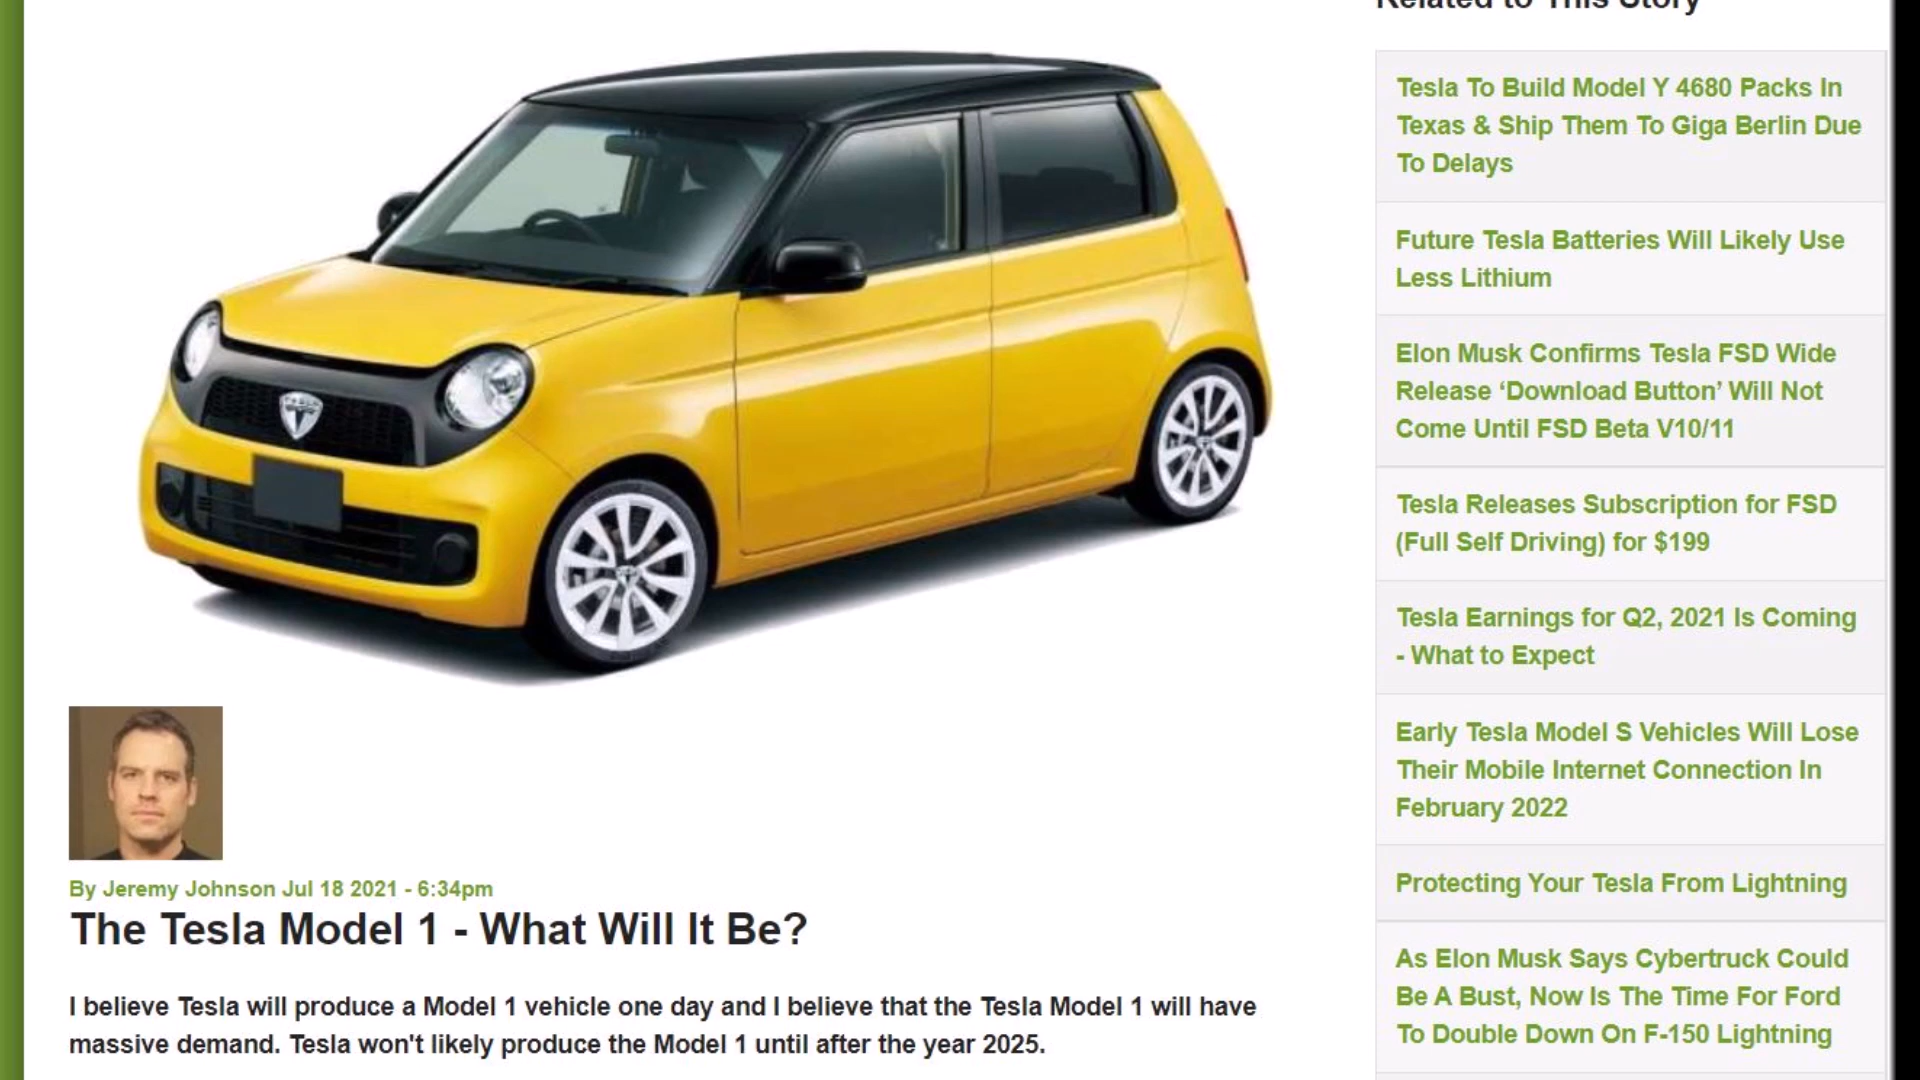 Related to This Story
Tesla To Build Model Y 4680 Packs In
Texas & Ship Them To Giga Berlin Due
To Delays
Future Tesla Batteries Will Likely Use
Less Lithium
Elon Musk Confirms Tesla FSD Wide
Release ‘Download Button’ Will Not
Come Until FSD Beta V10/11
Tesla Releases Subscription for FSD
(Full Self Driving) for $199
Tesla Earnings for Q2, 2021 Is Coming
- What to Expect
Early Tesla Model S Vehicles Will Lose
Their Mobile Internet Connection In
February 2022
Protecting Your Tesla From Lightning
As Elon Musk Says Cybertruck Could
Be A Bust, Now Is The Time For Ford
To Double Down On F-150 Lightning
TESLA
By Jeremy Johnson Jul 18 2021 - 6:34pm
The Tesla Model 1 - What Will It Be?
I believe Tesla will produce a Model 1 vehicle one day and I believe that the Tesla Model 1 will have
massive demand. Tesla won't likely produce the Model 1 until after the year 2025.